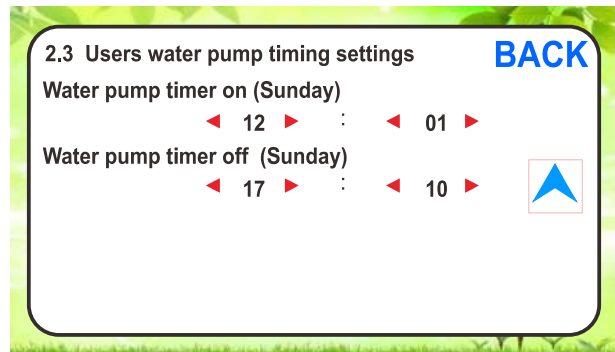 2.3 Users water pump timing settings BACK
Water pump timer on (Sunday)
12 : 01
Water pump timer off (Sunday)
17 : 10